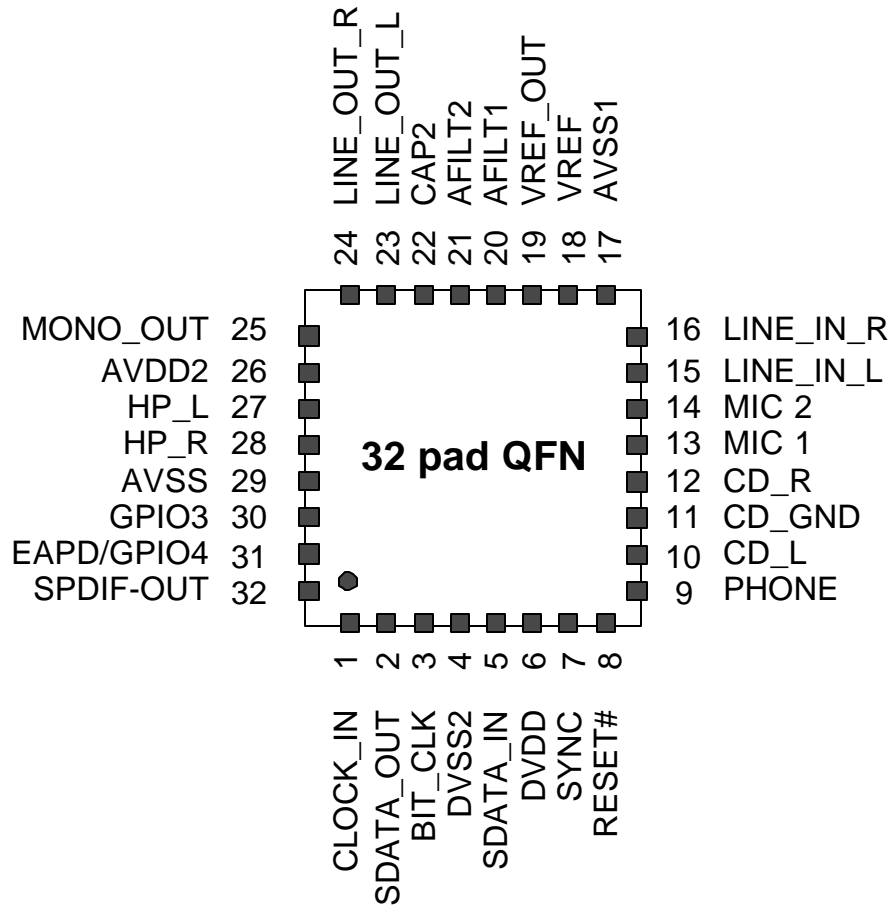 24 LINE_OUT_R
23 LINE_OUT_L
22 CAP2
21 AFILT2
20 AFILT1
19 VREF_OUT
18 VREF
17 AVSS1
MONO_OUT 25
AVDD2 26
HP_L 27
HP_R 28
AVSS 29
GPIO3 30
EAPD/GPIO4 31
SPDIF-OUT 32
32 pad QFN
16 LINE_IN_R
15 LINE_IN_L
14 MIC 2
13 MIC 1
12 CD_R
11 CD_GND
10 CD_L
9 PHONE
1 CLOCK_IN
2 SDATA_OUT
3 BIT_CLK
4 DVSS2
5 SDATA_IN
6 DVDD
7 SYNC
8 RESET#